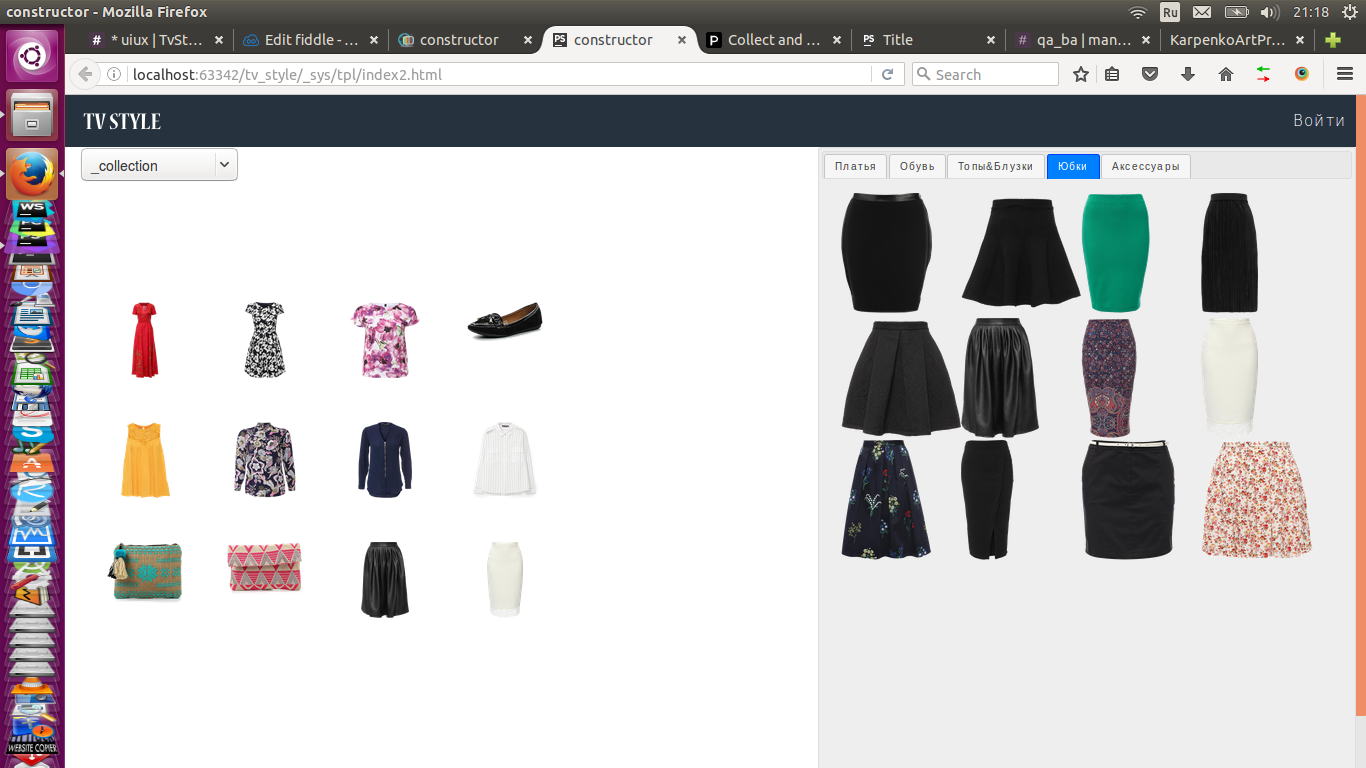 constructor - Mozilla Firefox
Ru
21:18
* uiux | TvSt...
Edit fiddle - ...
constructor
constructor
Collect and ...
Title
qa_ba | man...
KarpenkoArtPr...
localhost:63342/tv_style/_sys/tpl/index2.html
Search
TV STYLE
Войти
_collection
Платья
Обувь
Топы&Блузки
Юбки
Аксессуары
WS
WEBSITE COPIER